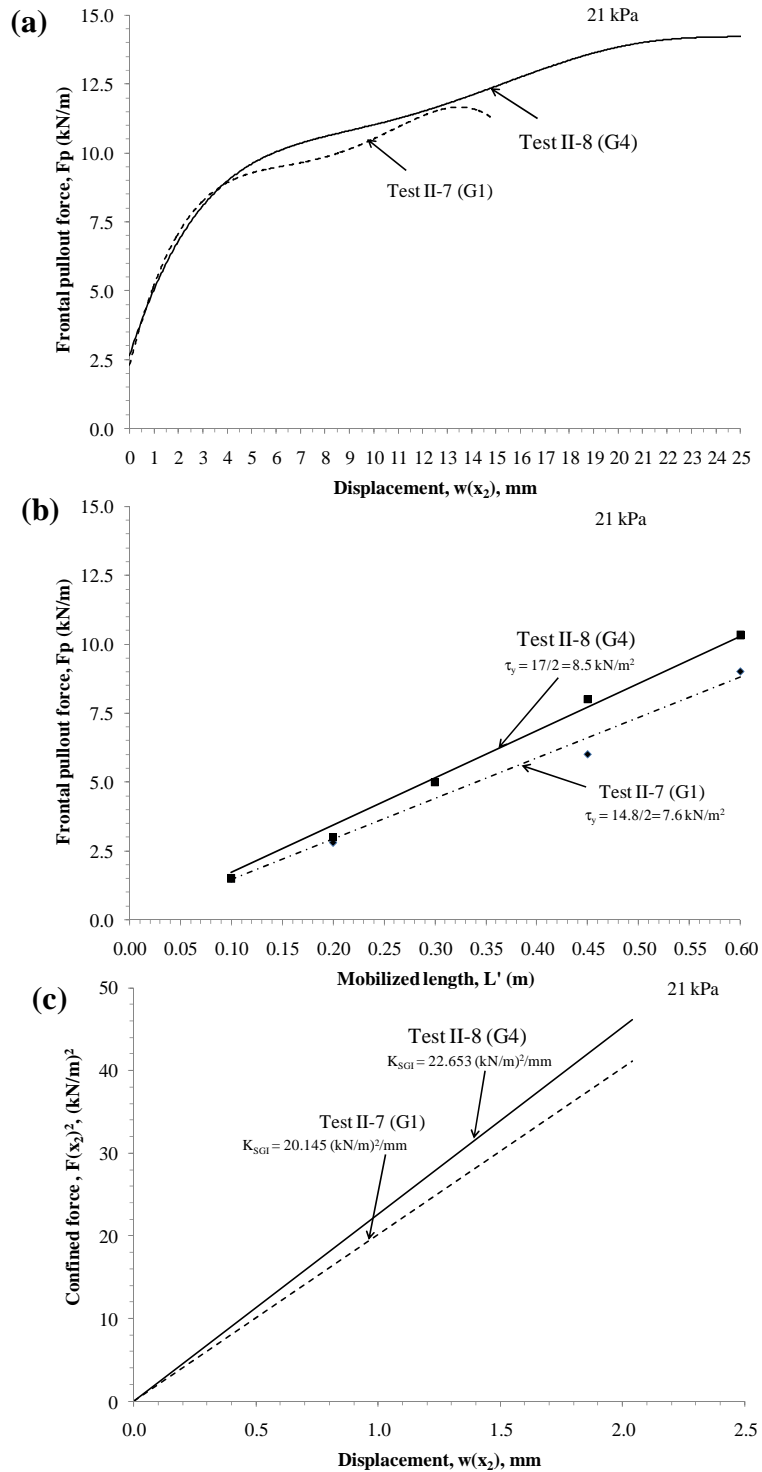 (a)
21 kPa
Frontal pullout force, Fp (kN/m)
15.0
12.5
10.0
7.5
5.0
2.5
0.0
Test II-8 (G4)
Test II-7 (G1)
0 1 2 3 4 5 6 7 8 9 10 11 12 13 14 15 16 17 18 19 20 21 22 23 24 25
Displacement, w(x₂), mm
(b)
21 kPa
Frontal pullout force, Fp (kN/m)
15.0
12.5
10.0
7.5
5.0
2.5
0.0
Test II-8 (G4)
τy = 17/2=8.5 kN/m²
Test II-7 (G1)
τy = 14.8/2=7.6 kN/m²
0.00 0.05 0.10 0.15 0.20 0.25 0.30 0.35 0.40 0.45 0.50 0.55 0.60
Mobilized length, L' (m)
(c)
21 kPa
Confined force , F(x₂)², (kN/m)²
50
40
30
20
10
0
Test II-8 (G4)
K_SGI = 22.653 (kN/m)²/mm
Test II-7 (G1)
K_SGI = 20.145 (kN/m)²/mm
0.0 0.5 1.0 1.5 2.0 2.5
Displacement, w(x₂), mm